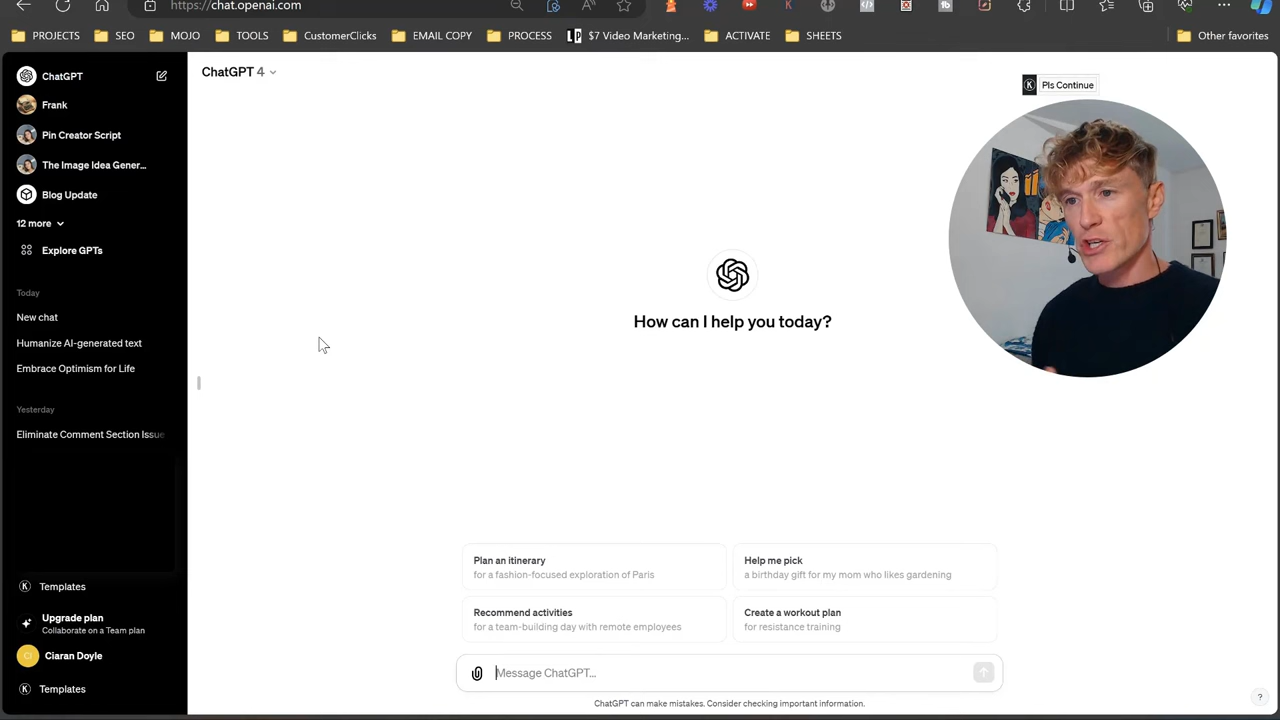 https://chat.openai.com
PROJECTS
SEO
MOJO
TOOLS
CustomerClicks
EMAIL COPY
PROCESS
LP
$7 Video Marketing...
ACTIVATE
SHEETS
Other favorites
ChatGPT
Frank
Pin Creator Script
The Image Idea Gener...
Blog Update
12 more
Explore GPTs
Today
New chat
Humanize AI-generated text
Embrace Optimism for Life
Yesterday
Eliminate Comment Section Issue
K
Templates
Upgrade plan
Collaborate on a Team plan
CI
Ciaran Doyle
K
Templates
ChatGPT 4
K
Pls Continue
How can I help you today?
Plan an itinerary
for a fashion-focused exploration of Paris
Help me pick
a birthday gift for my mom who likes gardening
Recommend activities
for a team-building day with remote employees
Create a workout plan
for resistance training
Message ChatGPT...
ChatGPT can make mistakes. Consider checking important information.
?